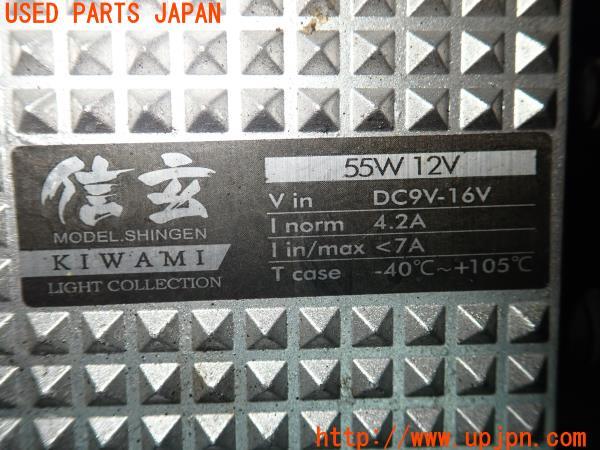 USED PARTS JAPAN
信玄
MODEL.SHINGEN
KIWAMI
LIGHT COLLECTION
55W 12V
V in DC9V-16V
I norm 4.2A
I in/max <7A
T case -40℃~+105℃
http://www.upjpn.com